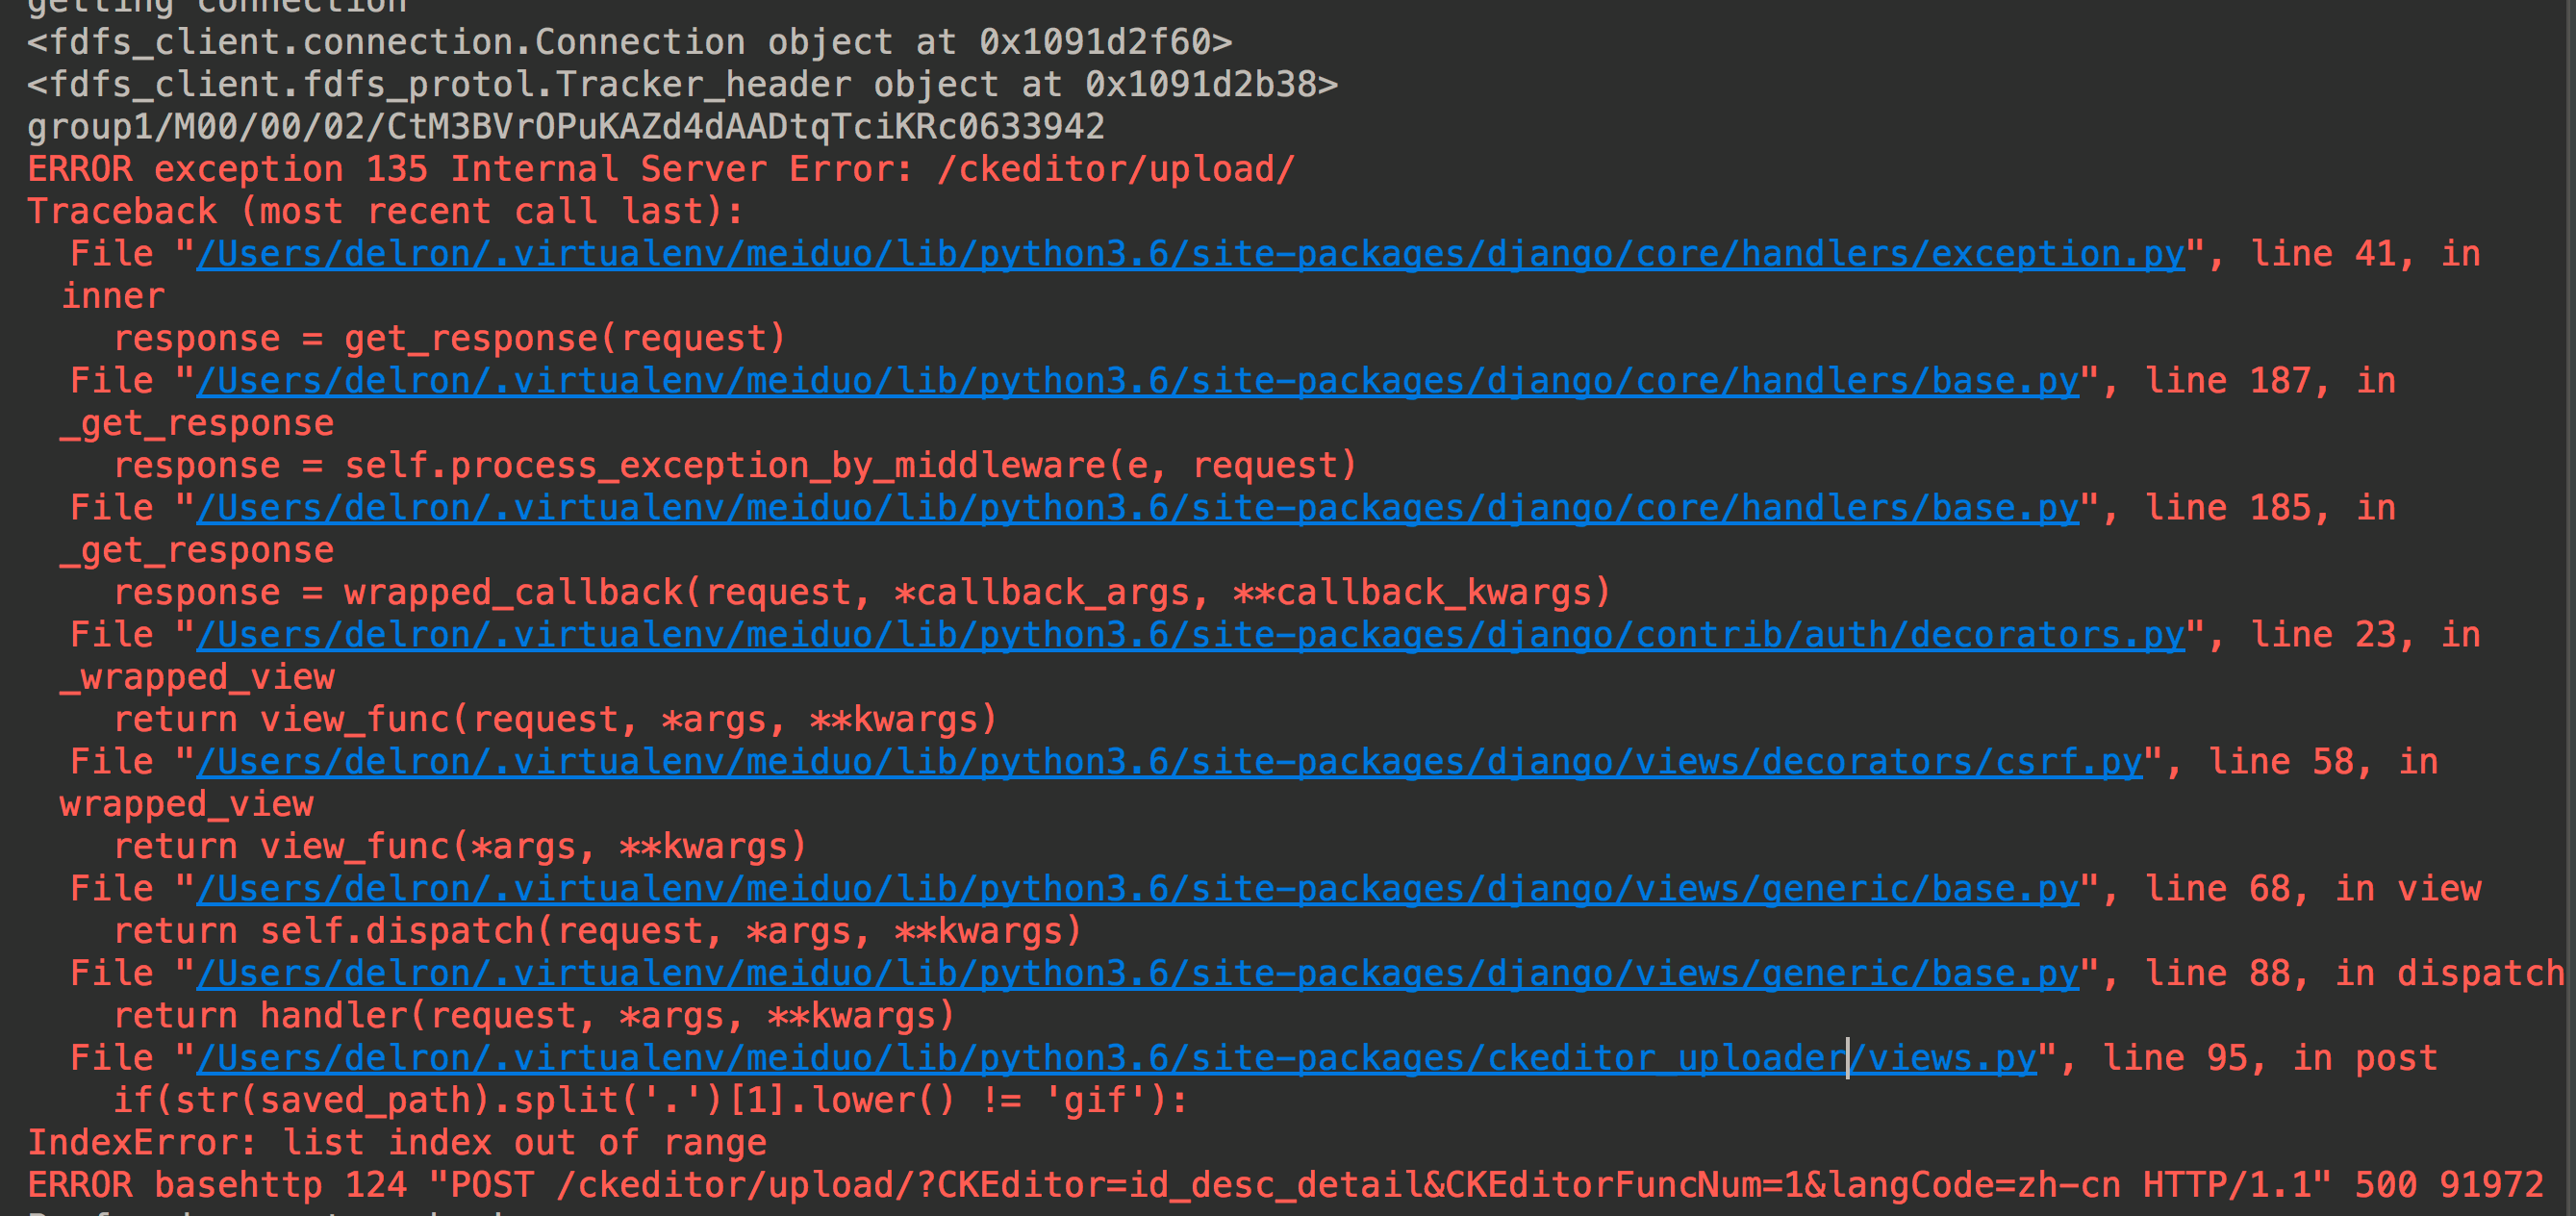 getting connection
<fdfs_client.connection.Connection object at 0x1091d2f60>
<fdfs_client.fdfs_protol.Tracker_header object at 0x1091d2b38>
group1/M00/00/02/CtM3BVrOPuKAZd4dAADtqTciKRc0633942
ERROR exception 135 Internal Server Error: /ckeditor/upload/
Traceback (most recent call last):
  File "/Users/delron/.virtualenv/meiduo/lib/python3.6/site-packages/django/core/handlers/exception.py", line 41, in
inner
    response = get_response(request)
  File "/Users/delron/.virtualenv/meiduo/lib/python3.6/site-packages/django/core/handlers/base.py", line 187, in
_get_response
    response = self.process_exception_by_middleware(e, request)
  File "/Users/delron/.virtualenv/meiduo/lib/python3.6/site-packages/django/core/handlers/base.py", line 185, in
_get_response
    response = wrapped_callback(request, *callback_args, **callback_kwargs)
  File "/Users/delron/.virtualenv/meiduo/lib/python3.6/site-packages/django/contrib/auth/decorators.py", line 23, in
_wrapped_view
    return view_func(request, *args, **kwargs)
  File "/Users/delron/.virtualenv/meiduo/lib/python3.6/site-packages/django/views/decorators/csrf.py", line 58, in
wrapped_view
    return view_func(*args, **kwargs)
  File "/Users/delron/.virtualenv/meiduo/lib/python3.6/site-packages/django/views/generic/base.py", line 68, in view
    return self.dispatch(request, *args, **kwargs)
  File "/Users/delron/.virtualenv/meiduo/lib/python3.6/site-packages/django/views/generic/base.py", line 88, in dispatch
    return handler(request, *args, **kwargs)
  File "/Users/delron/.virtualenv/meiduo/lib/python3.6/site-packages/ckeditor_uploader/views.py", line 95, in post
    if(str(saved_path).split('.')[1].lower() != 'gif'):
IndexError: list index out of range
ERROR basehttp 124 "POST /ckeditor/upload/?CKEditor=id_desc_detail&CKEditorFuncNum=1&langCode=zh-cn HTTP/1.1" 500 91972